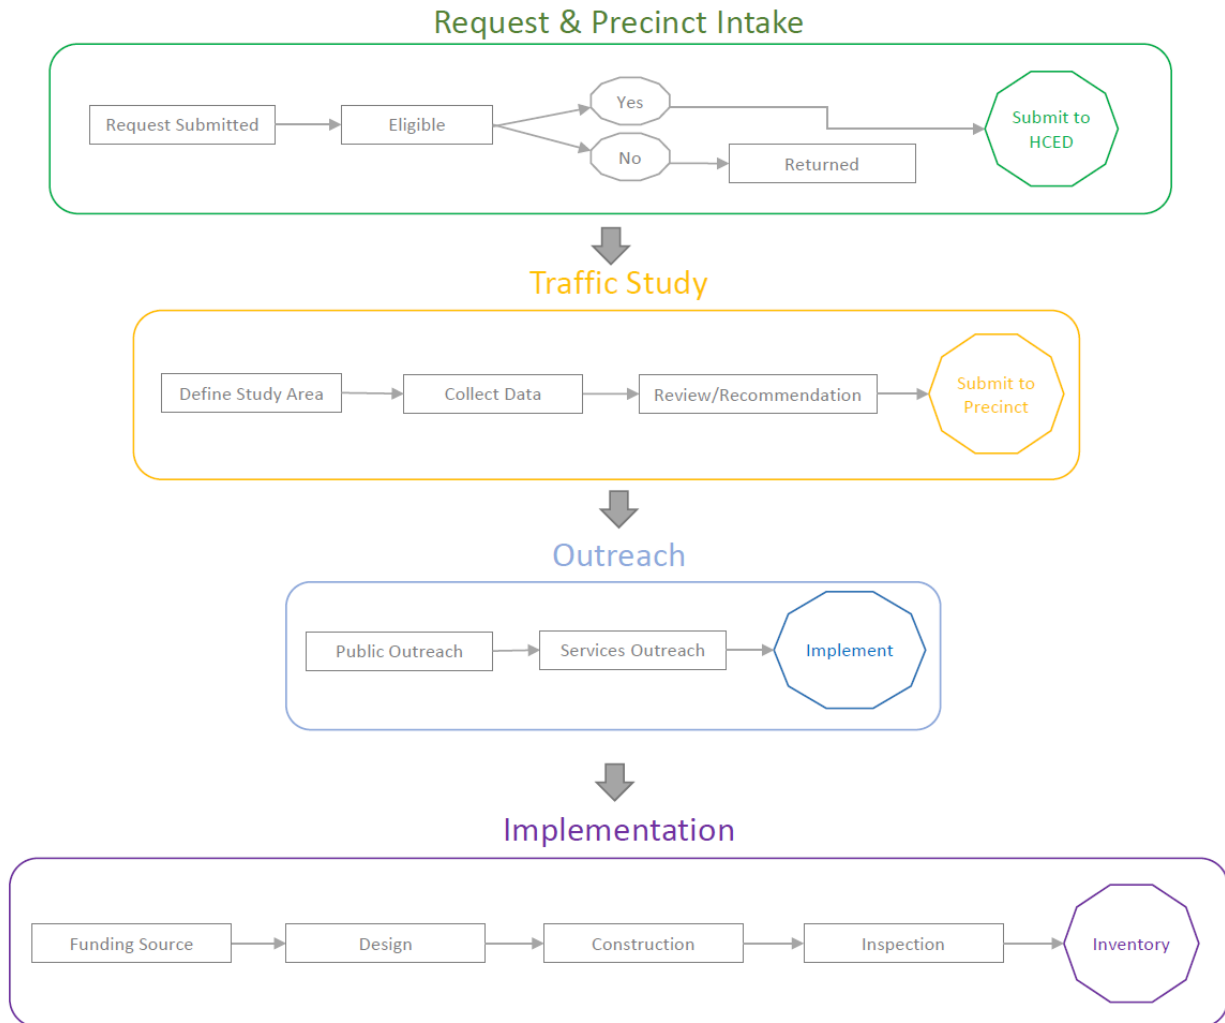 Request & Precinct Intake
Request Submitted
Eligible
Yes
No
Returned
Submit to
HCED
Traffic Study
Define Study Area
Collect Data
Review/Recommendation
Submit to
Precinct
Outreach
Public Outreach
Services Outreach
Implement
Implementation
Funding Source
Design
Construction
Inspection
Inventory